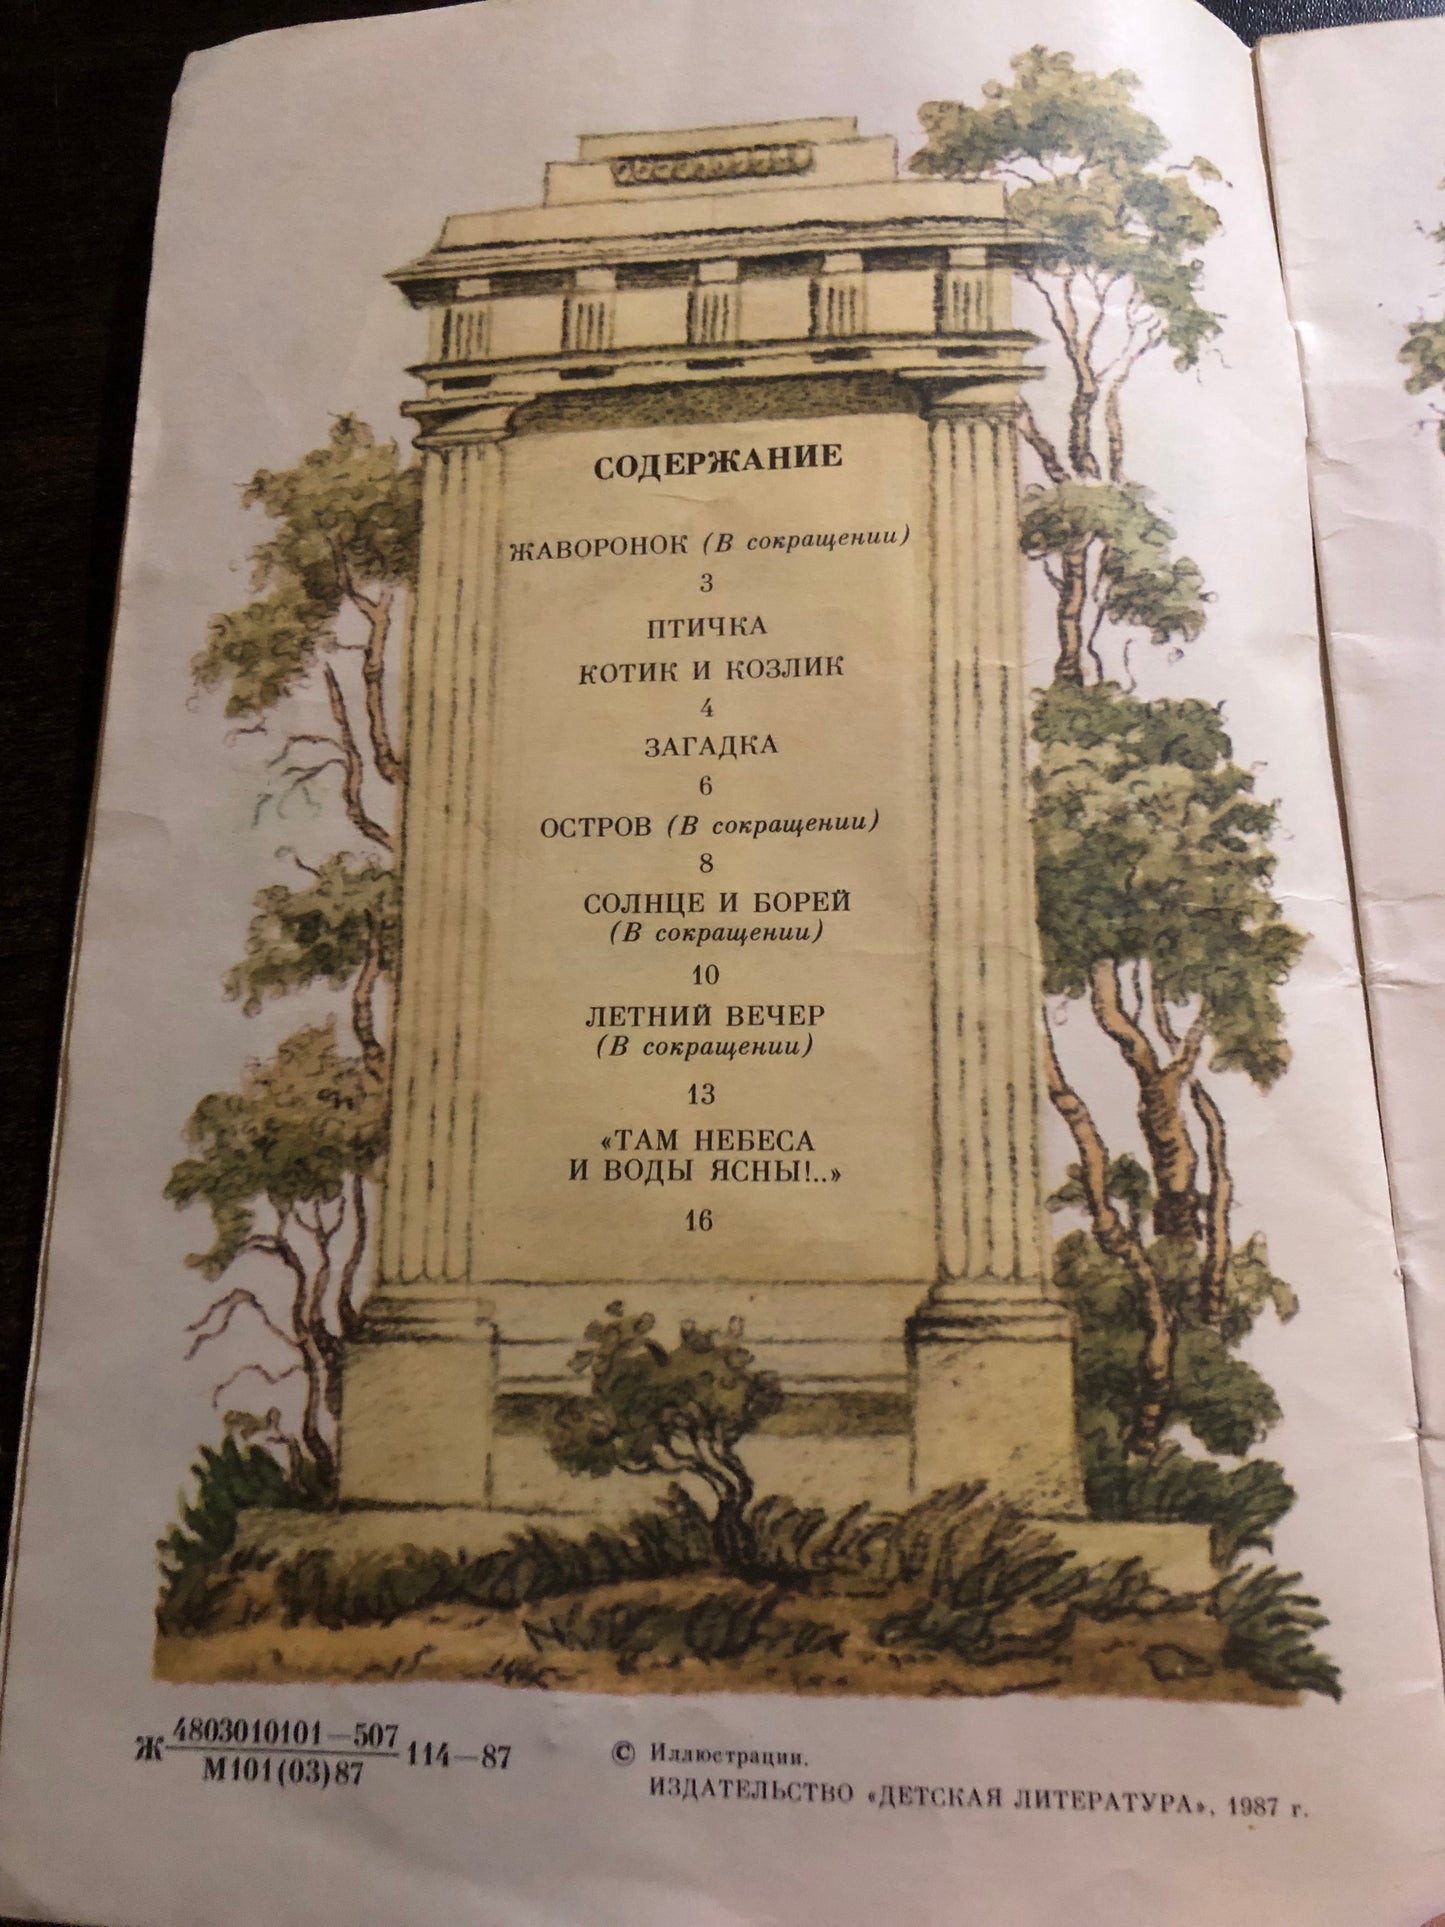 СОДЕРЖАНИЕ
ЖАВОРОНОК (В сокращении)
3
ПТИЧКА
КОТИК И КОЗЛИК
4
ЗАГАДКА
6
ОСТРОВ (В сокращении)
8
СОЛНЦЕ И БОРЕЙ
(В сокращении)
10
ЛЕТНИЙ ВЕЧЕР
(В сокращении)
13
«ТАМ НЕБЕСА
И ВОДЫ ЯСНЫ!..»
16
Ж 4803010101—507 114—87
М101(03)87
© Иллюстрации.
ИЗДАТЕЛЬСТВО «ДЕТСКАЯ ЛИТЕРАТУРА», 1987 г.